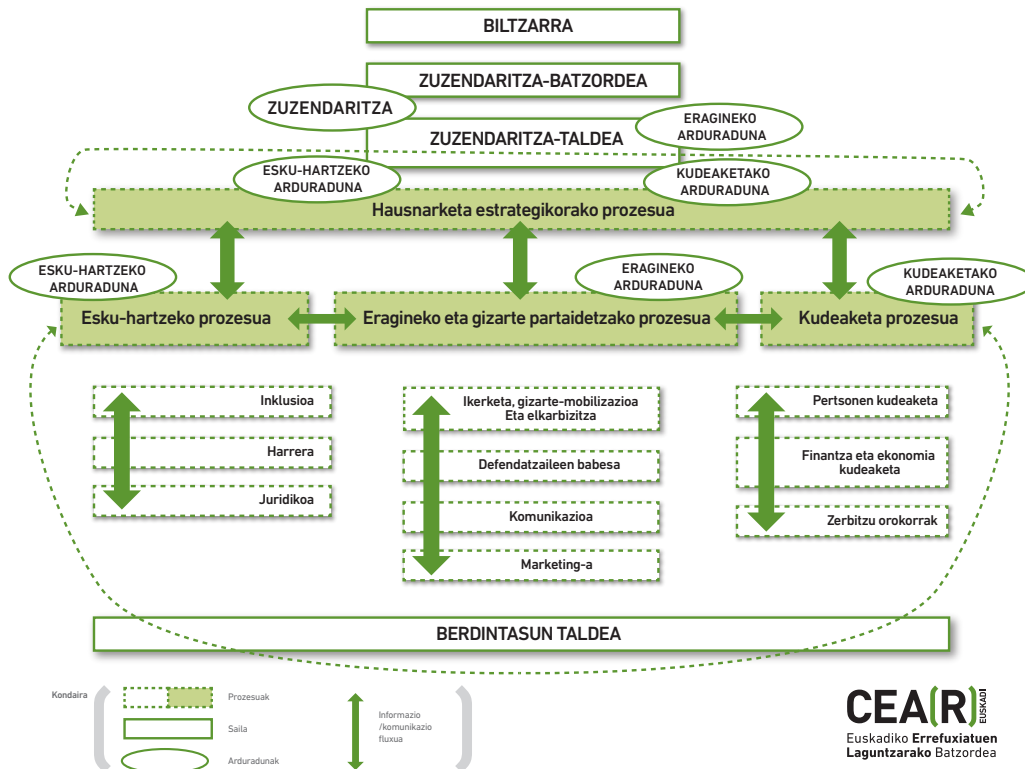 BILTZARRA
ZUZENDARITZA-BATZORDEA
ZUZENDARITZA
ERAGINEKO
ARDURADUNA
ZUZENDARITZA-TALDEA
ESKU-HARTZEKO
ARDURADUNA
KUDEAKETAKO
ARDURADUNA
Hausnarketa estrategikorako prozesua
ESKU-HARTZEKO
ARDURADUNA
ERAGINEKO
ARDURADUNA
KUDEAKETAKO
ARDURADUNA
Esku-hartzeko prozesua
Eragineko eta gizarte partaidetzako prozesua
Kudeaketa prozesua
Inklusioa
Harrera
Juridikoa
Ikerketa, gizarte-mobilizazioa
Eta elkarbizitza
Defendatzaileen babesa
Komunikazioa
Marketing-a
Pertsonen kudeaketa
Finantza eta ekonomia
kudeaketa
Zerbitzu orokorrak
BERDINTASUN TALDEA
Kondaira
Prozesuak
Saila
Arduradunak
Informazio
/komunikazio
fluxua
CEA(R) EUSKADI
Euskadiko Errefuxiatuen
Laguntzarako Batzordea